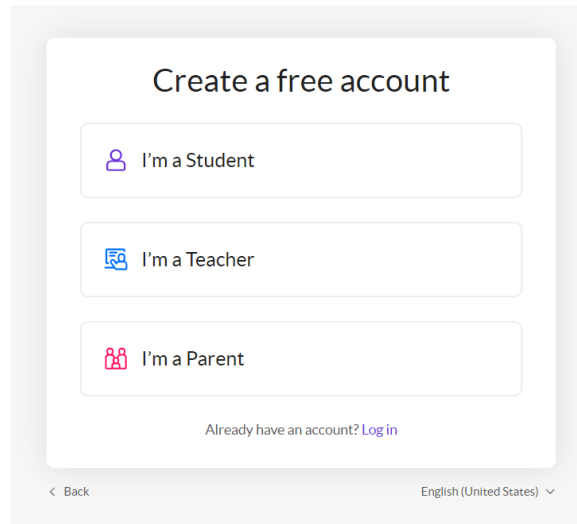 Create a free account
I’m a Student
I’m a Teacher
I’m a Parent
Already have an account? Log in
Back
English (United States)